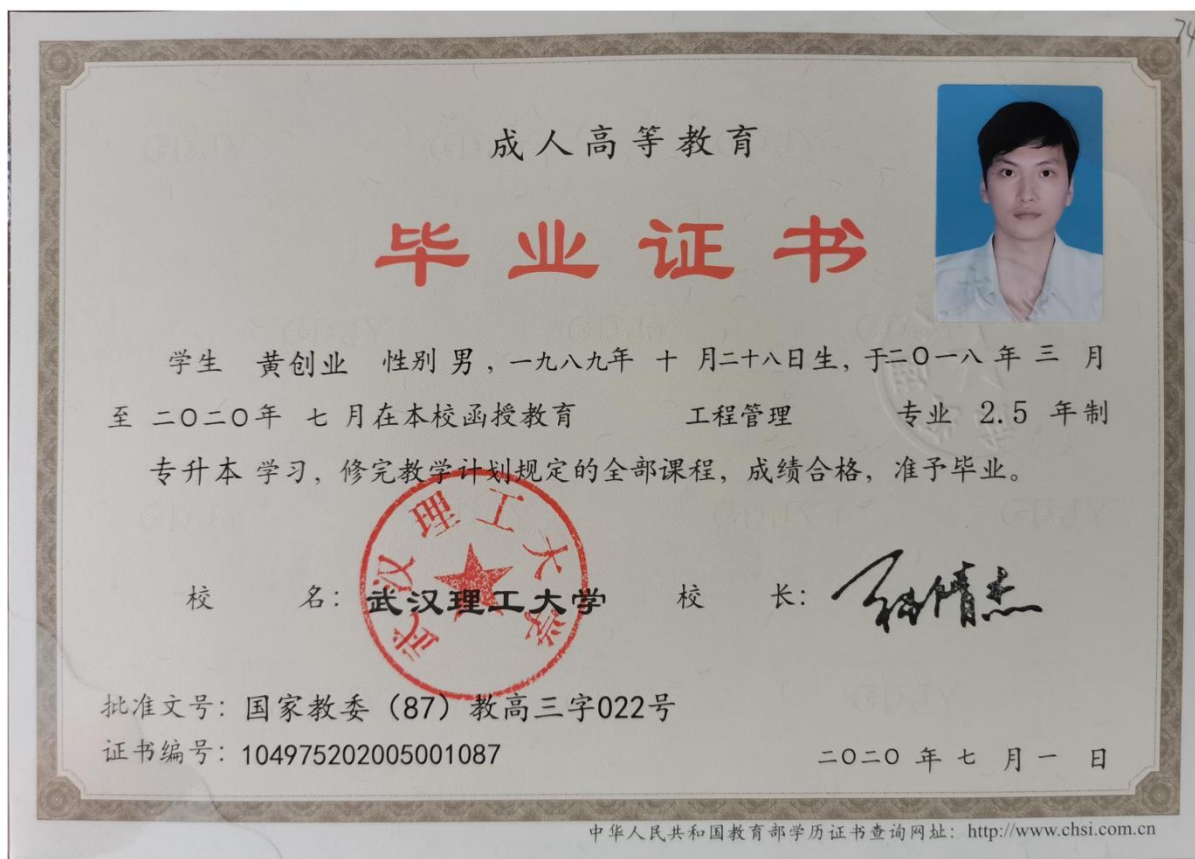 74
成人高等教育
毕业证书
学生 黄创业 性别 男，一九八九年 十 月二十八日生，于二〇一八 年 三 月
至 二〇二〇年 七 月在本校函授教育 工程管理 专业 2.5 年制
专升本 学习，修完教学计划规定的全部课程，成绩合格，准予毕业。
武汉理工大学
校 名：武汉理工大学 校 长：
批准文号：国家教委（87）教高三字022号
证书编号：104975202005001087
二〇二〇 年 七 月 一 日
中华人民共和国教育部学历证书查询网址：http://www.chsi.com.cn